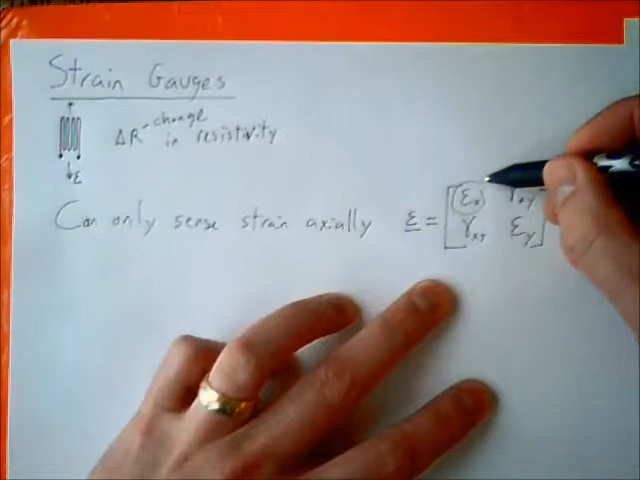 Strain Gauges
ΔR - change
in resistivity
ε
Can only sense strain axially ε = [εx γxy
γxy εy]